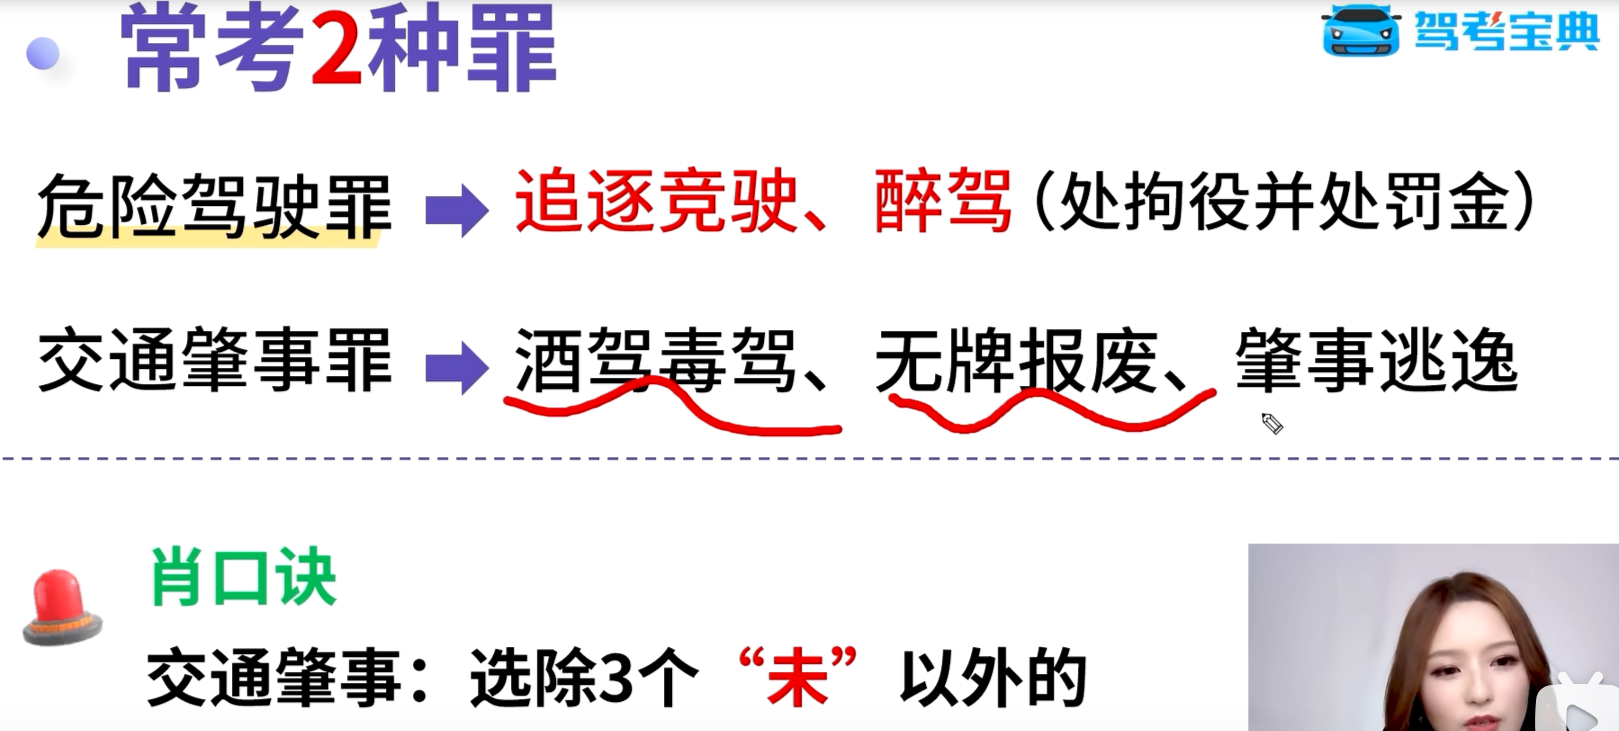 常考2种罪
驾考宝典
危险驾驶罪 追逐竞驶、醉驾(处拘役并处罚金)
交通肇事罪 酒驾毒驾、无牌报废、肇事逃逸
肖口诀
交通肇事：选除3个“未”以外的